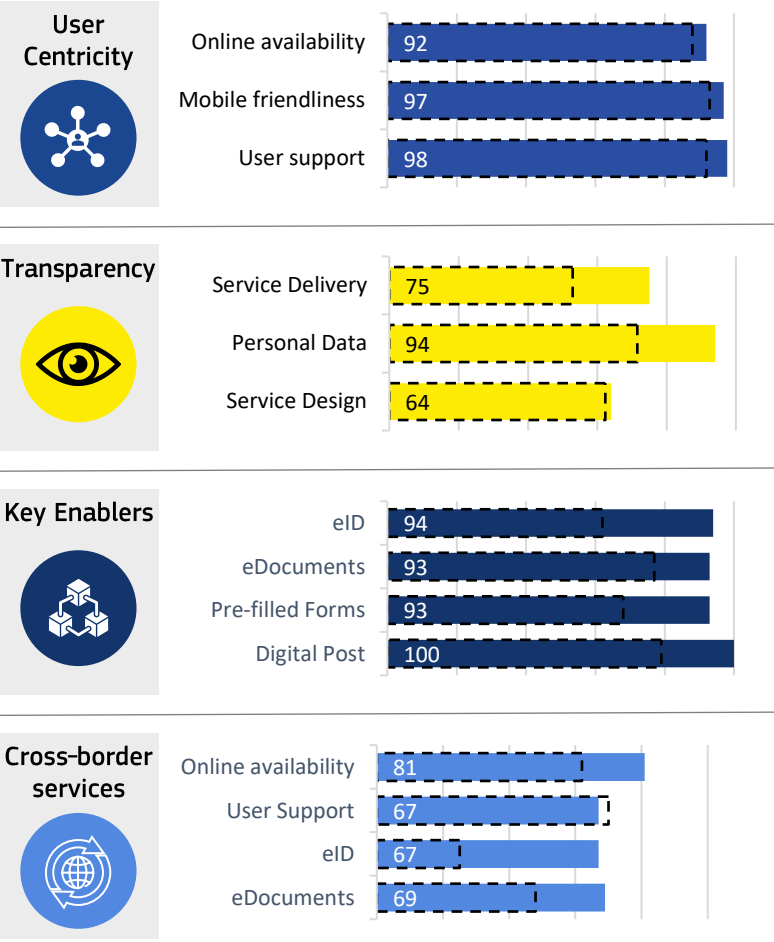 User
Centricity
Online availability 92
Mobile friendliness 97
User support 98
Transparency
Service Delivery 75
Personal Data 94
Service Design 64
Key Enablers
eID 94
eDocuments 93
Pre-filled Forms 93
Digital Post 100
Cross-border
services
Online availability 81
User Support 67
eID 67
eDocuments 69